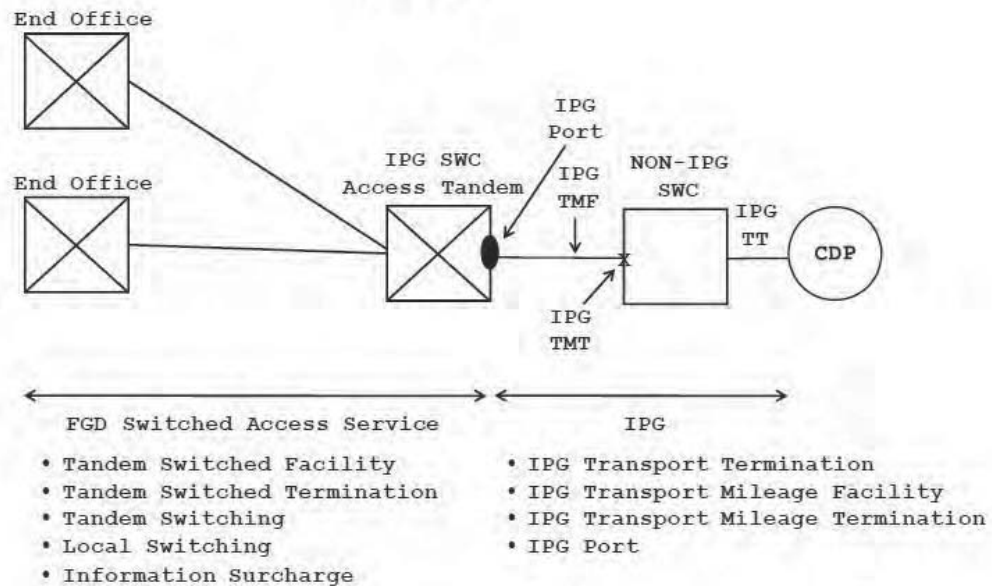 End Office
End Office
IPG SWC
Access Tandem
IPG
Port
IPG
TMF
NON-IPG
SWC
IPG
TT
CDP
X
IPG
TMT
FGD Switched Access Service
• Tandem Switched Facility
• Tandem Switched Termination
• Tandem Switching
• Local Switching
• Information Surcharge
IPG
• IPG Transport Termination
• IPG Transport Mileage Facility
• IPG Transport Mileage Termination
• IPG Port